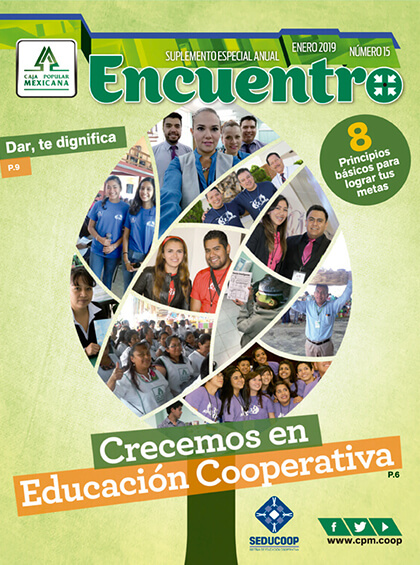 SUPLEMENTO ESPECIAL ANUAL
ENERO 2019
NÚMERO 15
CAJA POPULAR
MEXICANA
Encuentro
Dar, te dignifica
P.9
8
Principios
básicos para
lograr tus
metas
Crecemos en
Educación Cooperativa
P.6
SEDUCOOP
www.cpm.coop